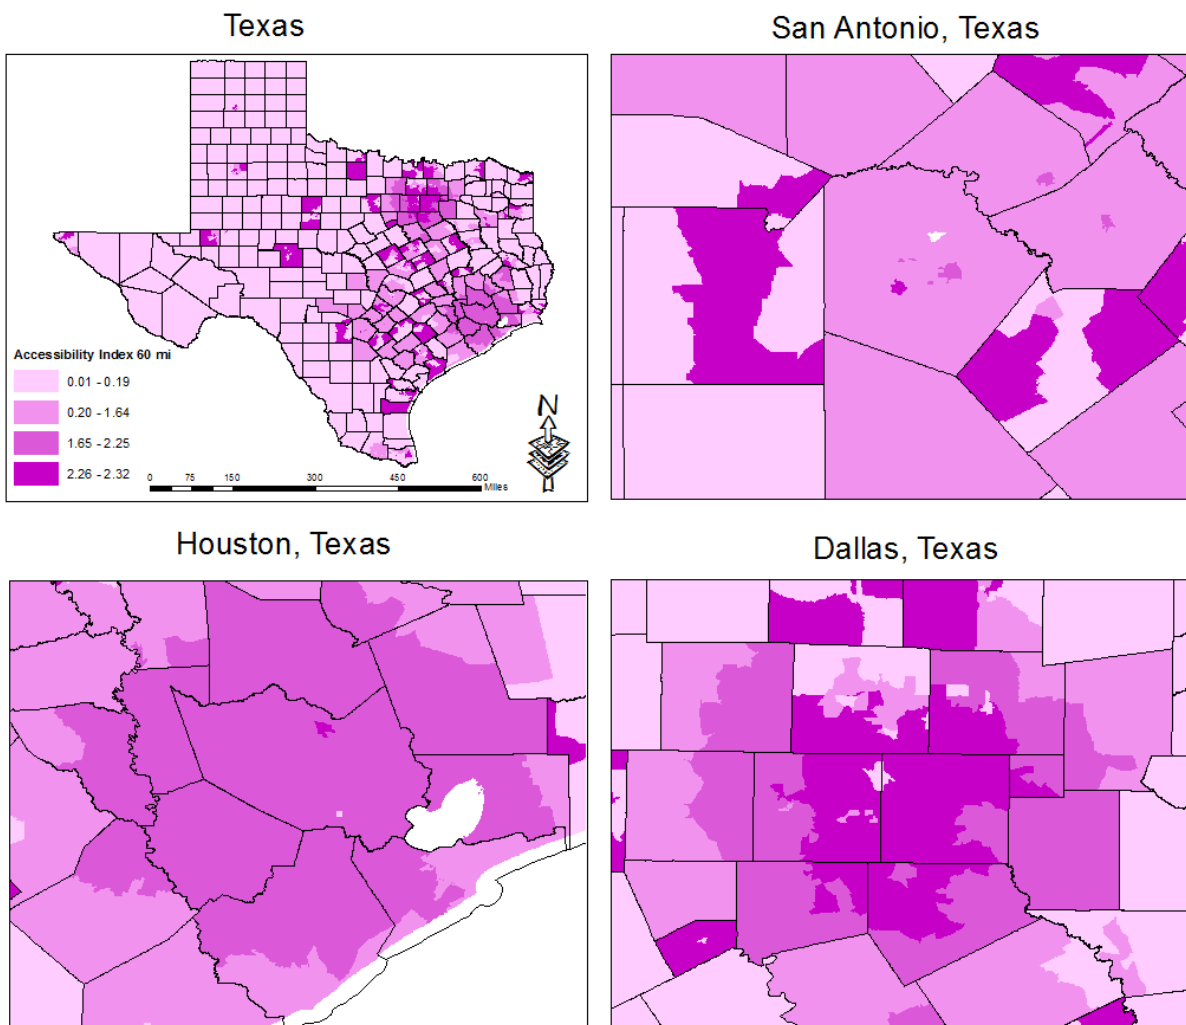 Texas
San Antonio, Texas
Accessibility Index 60 mi
0.01 - 0.19
0.20 - 1.64
1.65 - 2.25
2.26 - 2.32
N
0 75 150 300 450 600
Miles
Houston, Texas
Dallas, Texas